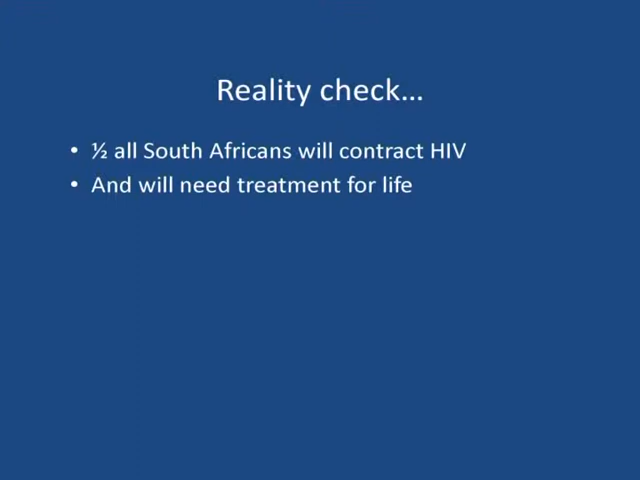 Reality check…
• ½ all South Africans will contract HIV
• And will need treatment for life